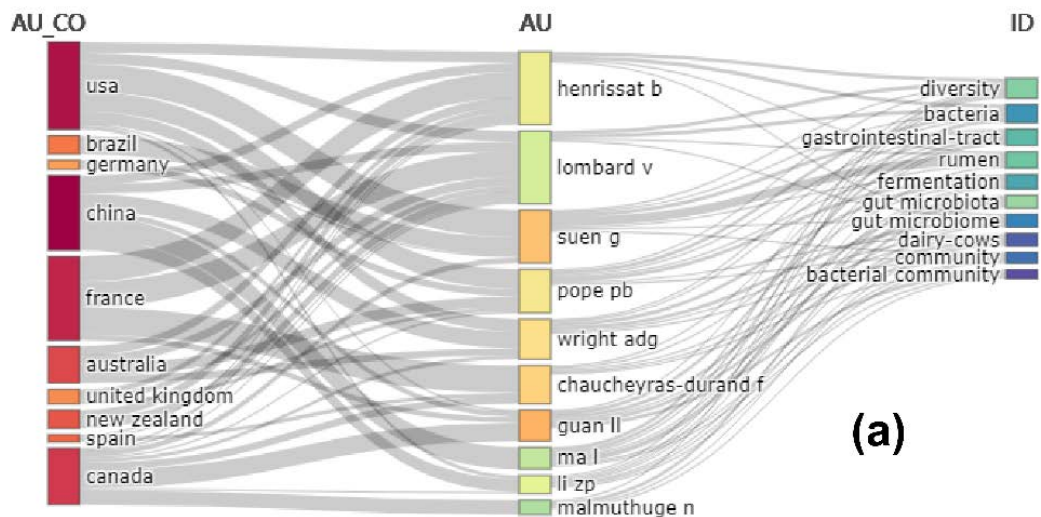 AU_CO AU ID
usa
brazil
germany
china
france
australia
united kingdom
new zealand
spain
canada
henrissat b
lombard v
suen g
pope pb
wright adg
chaucheyras-durand f
guan ll
ma l
li zp
malmuthuge n
diversity
bacteria
gastrointestinal-tract
rumen
fermentation
gut microbiota
gut microbiome
dairy-cows
community
bacterial community
(a)